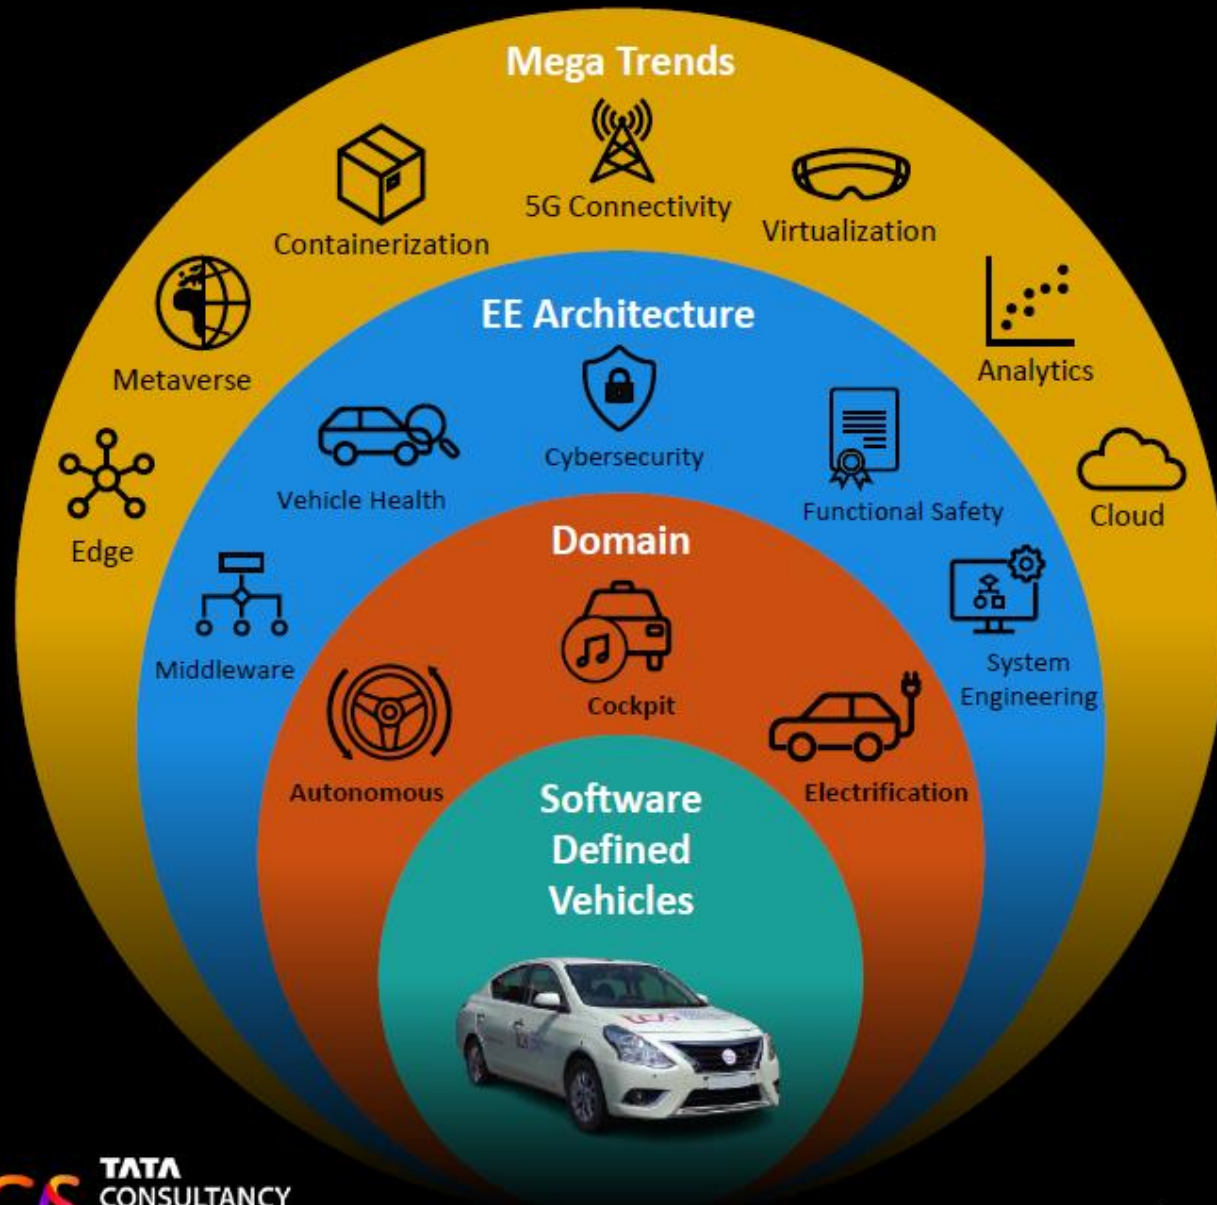 Mega Trends
5G Connectivity
Containerization
Virtualization
Metaverse
Analytics
Edge
Cloud
EE Architecture
Cybersecurity
Vehicle Health
Functional Safety
Middleware
System
Engineering
Domain
Cockpit
Autonomous
Electrification
Software
Defined
Vehicles
TATA
CONSULTANCY